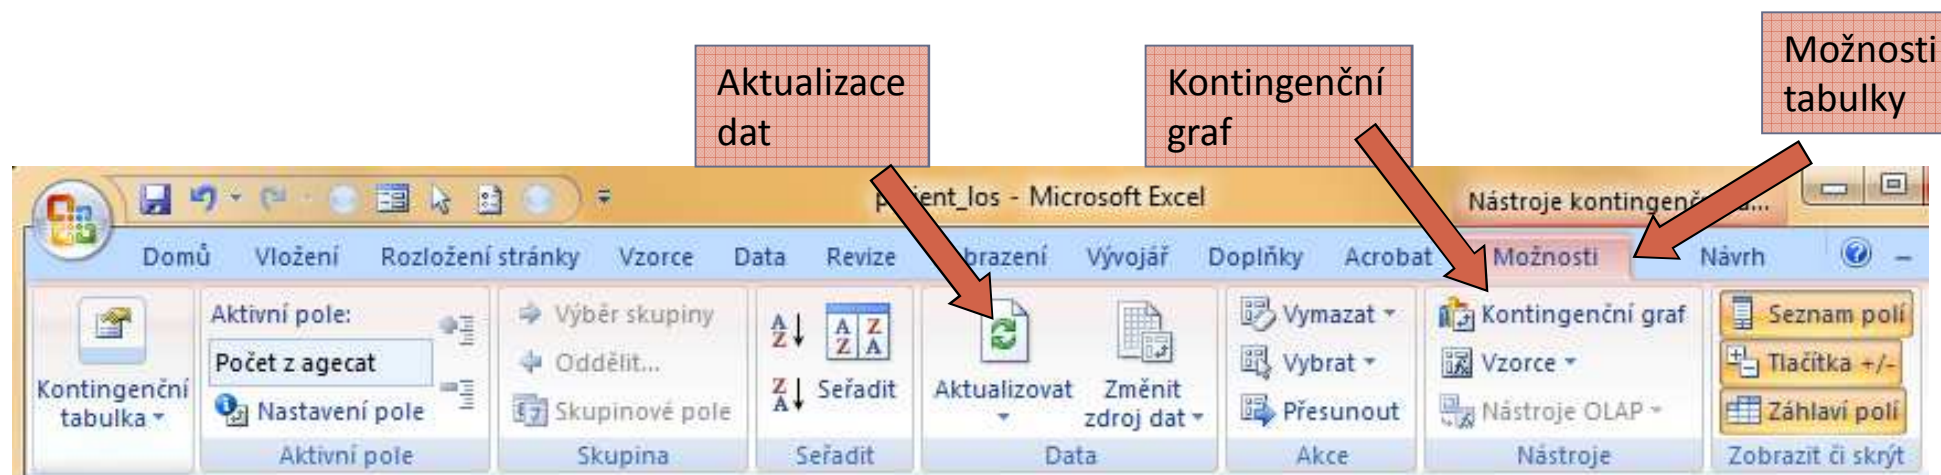 Aktualizace
dat
Kontingenční
graf
Možnosti
tabulky
ient_los - Microsoft Excel
Nástroje
Domů Vložení Rozložení stránky Vzorce Data Revize brazení Vývojář Doplňky Acrobat Možnosti Návrh
Kontingenční
tabulka
Aktivní pole:
Počet z agecat
Nastavení pole
Aktivní pole
Výběr skupiny
Oddělit...
Skupinové pole
Skupina
Seřadit
Seřadit
Aktualizovat
Změnit
zdroj dat
Data
Vymazat
Vybrat
Přesunout
Akce
Kontingenční graf
Vzorce
Nástroje OLAP
Nástroje
Seznam polí
Tlačítka +/-
Záhlaví polí
Zobrazit či skrýt